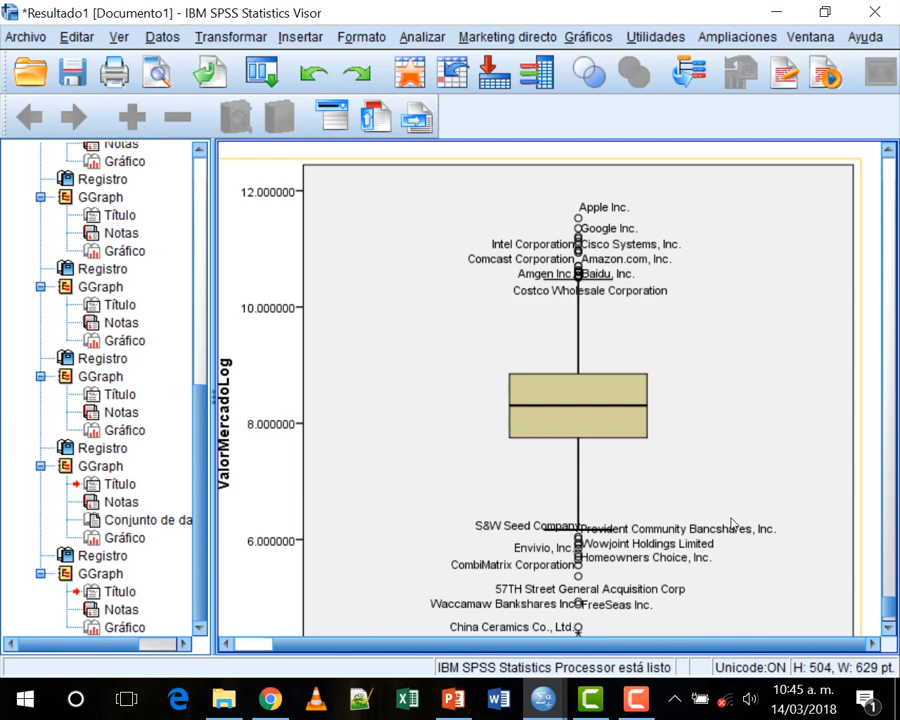 *Resultado1 [Documento1] - IBM SPSS Statistics Visor
Archivo Editar Ver Datos Transformar Insertar Formato Analizar Marketing directo Gráficos Utilidades Ampliaciones Ventana Ayuda
Notas
Gráfico
Registro
GGraph
Título
Notas
Gráfico
Registro
GGraph
Título
Notas
Gráfico
Registro
GGraph
Título
Notas
Gráfico
Registro
GGraph
Título
Notas
Conjunto de da
Gráfico
Registro
GGraph
Título
Notas
Gráfico
ValorMercadoLog
12.000000
10.000000
8.000000
6.000000
Apple Inc.
Google Inc.
Intel Corporation Cisco Systems, Inc.
Comcast Corporation Amazon.com, Inc.
Amgen Inc. Baidu, Inc.
Costco Wholesale Corporation
S&W Seed Company Provident Community Bancshares, Inc.
Envivio, Inc. Wowjoint Holdings Limited
CombiMatrix Corporation Homeowners Choice, Inc.
57TH Street General Acquisition Corp
Waccamaw Bankshares Inc. FreeSeas Inc.
China Ceramics Co., Ltd.
IBM SPSS Statistics Processor está listo Unicode:ON H: 504, W: 629 pt.
10:45 a. m.
14/03/2018
1